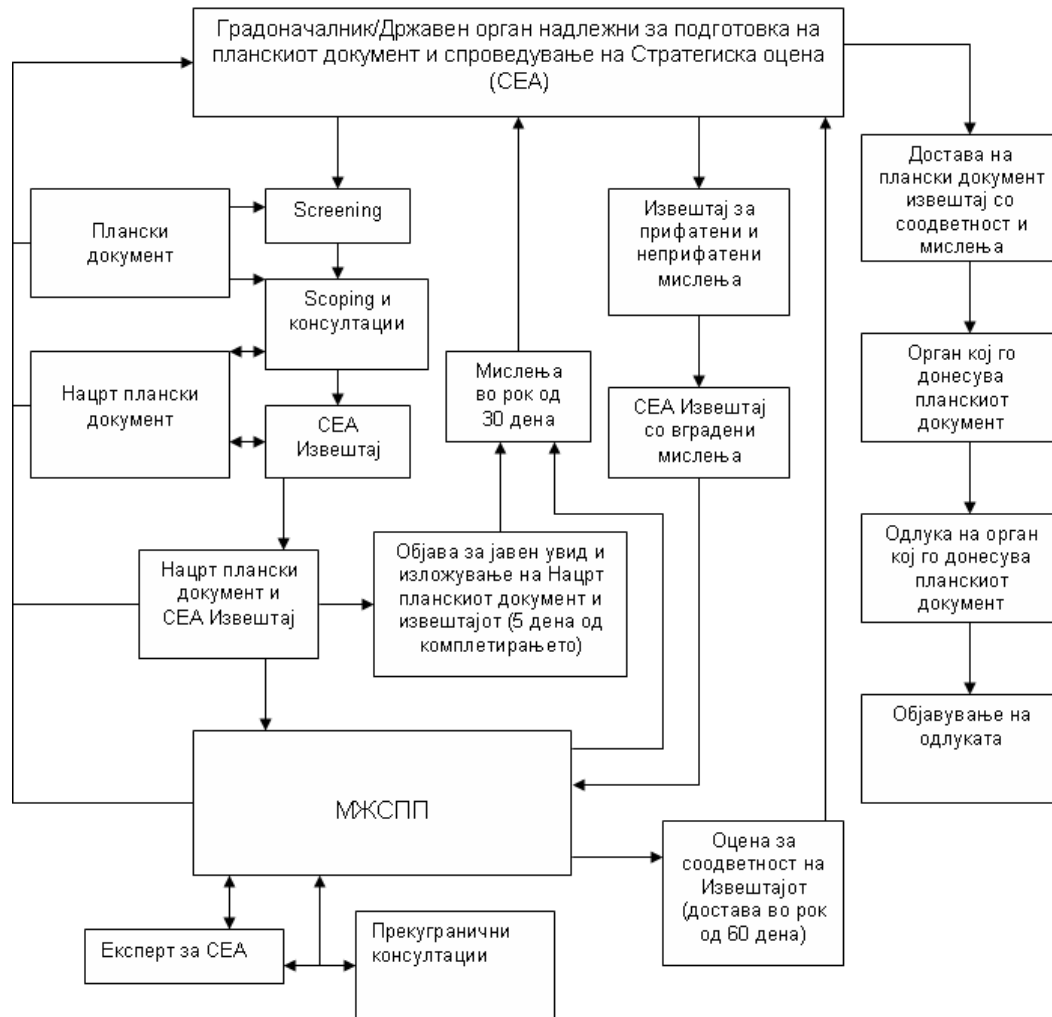 Градоначалник/Државен орган надлежни за подготовка на
планскиот документ и спроведување на Стратегиска оцена
(СЕА)
Плански
документ
Screening
Scoping и
консултации
Нацрт плански
документ
СЕА
Извештај
Мислења
во рок од
30 дена
Извештај за
прифатени и
неприфатени
мислења
СЕА Извештај
со вградени
мислења
Достава на
плански документ
извештај со
соодветност и
мислења
Орган кој го
донесува
планскиот
документ
Одлука на орган
кој го донесува
планскиот
документ
Објавување на
одлуката
Нацрт плански
документ и
СЕА Извештај
Објава за јавен увид и
изложување на Нацрт
планскиот документ и
извештајот (5 дена од
комплетирањето)
МЖСПП
Оцена за
соодветност на
Извештајот
(достава во рок
од 60 дена)
Експерт за СЕА
Прекугранични
консултации